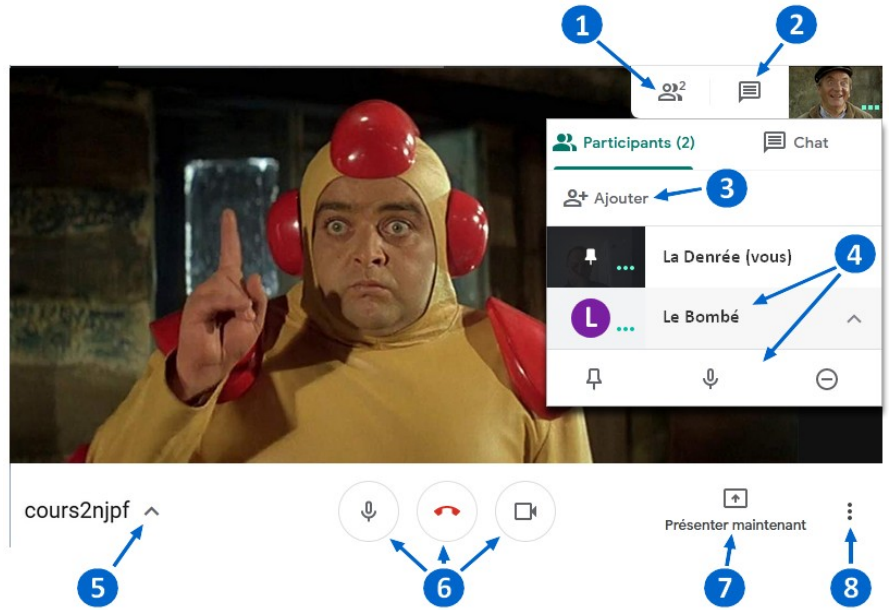 1
2
2
Participants (2)
Chat
Ajouter
3
La Denrée (vous)
4
L
Le Bombé
cours2njpf
Présenter maintenant
5
6
7
8